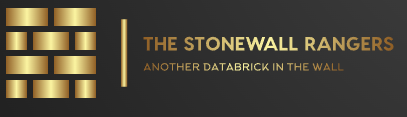 THE STONEWALL RANGERS
ANOTHER DATABRICK IN THE WALL